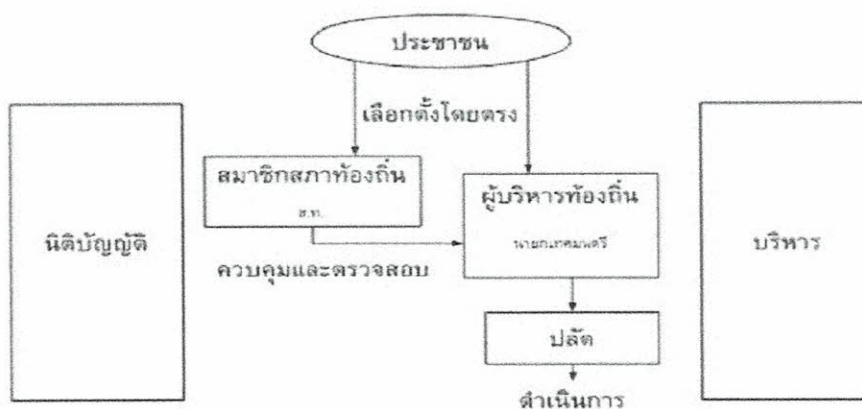 ประชาชน
เลือกตั้งโดยตรง
สมาชิกสภาท้องถิ่น
ส.ท.
ผู้บริหารท้องถิ่น
นายกเทศมนตรี
นิติบัญญัติ
บริหาร
ควบคุมและตรวจสอบ
ปลัด
ดำเนินการ